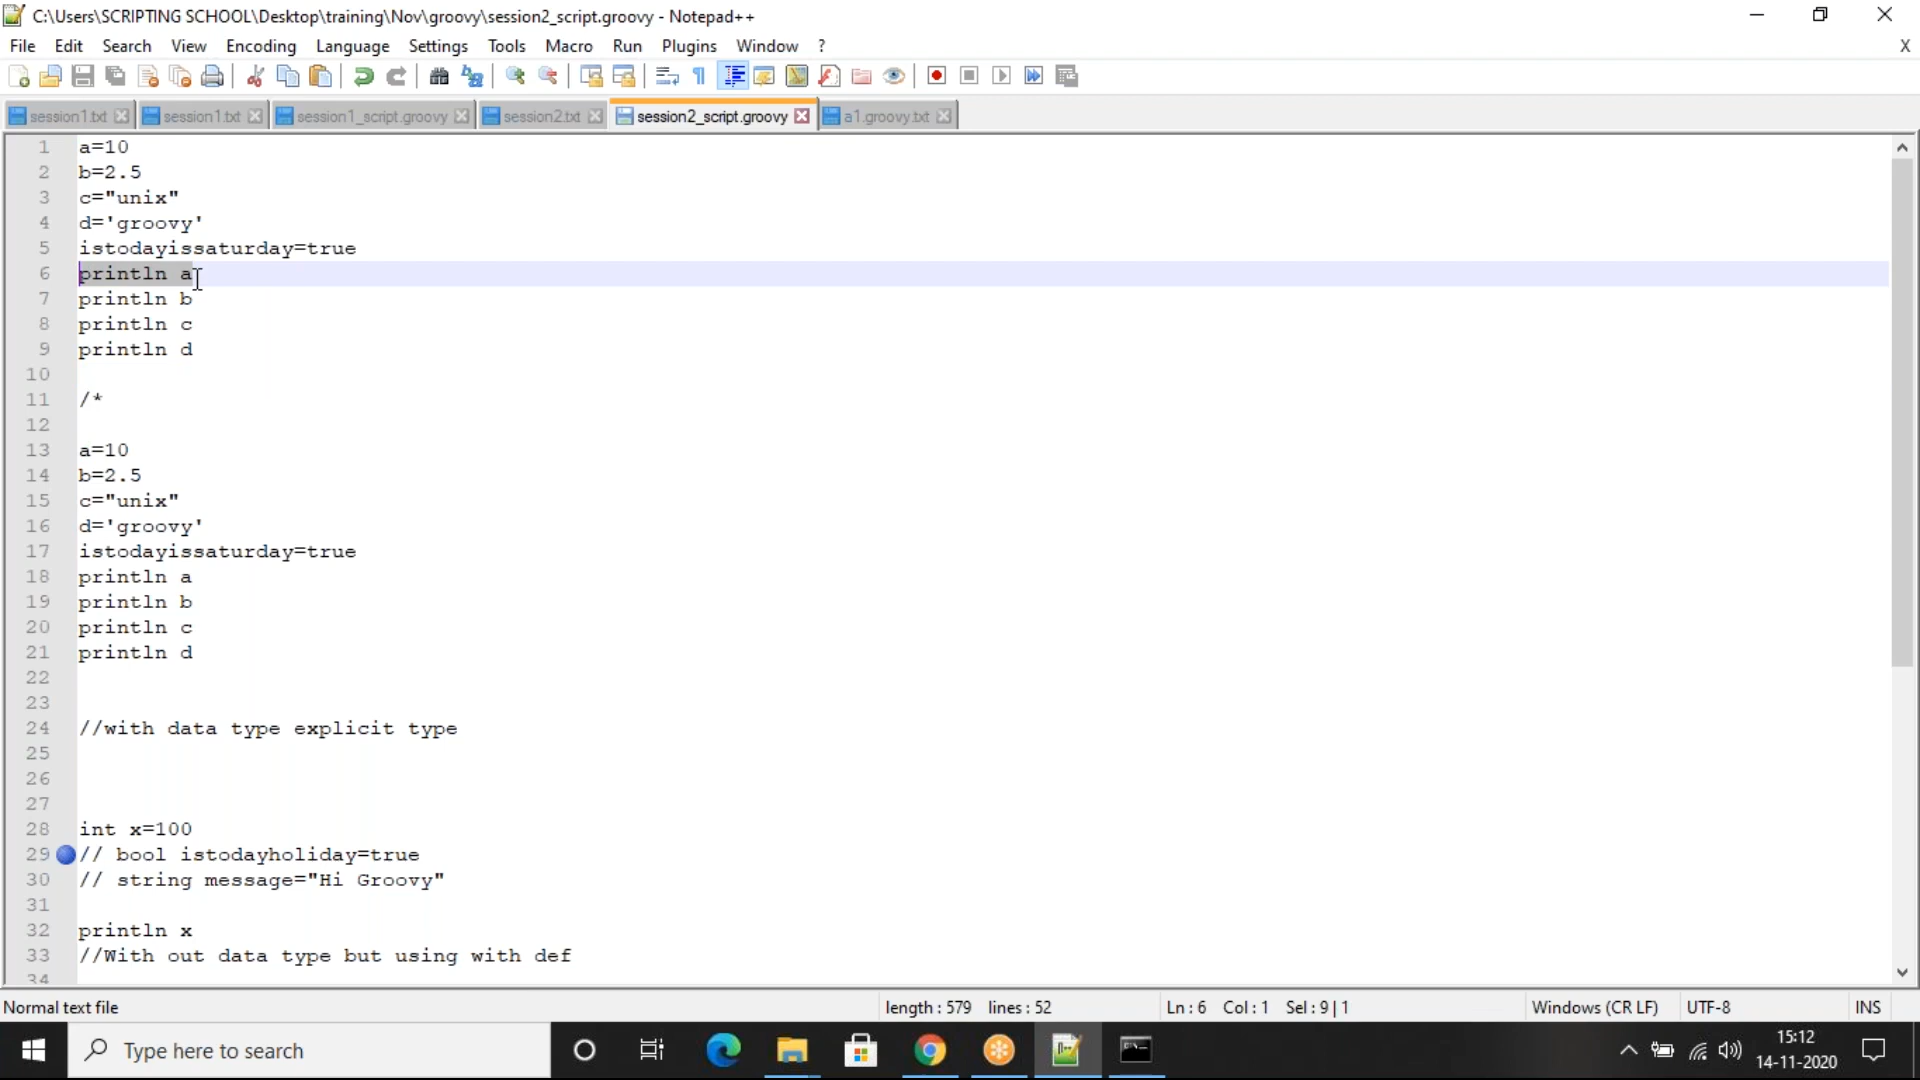 C:\Users\SCRIPTING SCHOOL\Desktop\training\Nov\groovy\session2_script.groovy - Notepad++
File Edit Search View Encoding Language Settings Tools Macro Run Plugins Window ? X
session1.txt session1.txt session1_script.groovy session2.txt session2_script.groovy a1.groovy.txt
1 a=10
2 b=2.5
3 c="unix"
4 d='groovy'
5 istodayissaturday=true
6 println a
7 println b
8 println c
9 println d
10
11 /*
12
13 a=10
14 b=2.5
15 c="unix"
16 d='groovy'
17 istodayissaturday=true
18 println a
19 println b
20 println c
21 println d
22
23
24 //with data type explicit type
25
26
27
28 int x=100
29 // bool istodayholiday=true
30 // string message="Hi Groovy"
31
32 println x
33 //With out data type but using with def
34
Normal text file length : 579 lines : 52 Ln : 6 Col : 1 Sel : 9 | 1 Windows (CR LF) UTF-8 INS
Type here to search
15:12
14-11-2020